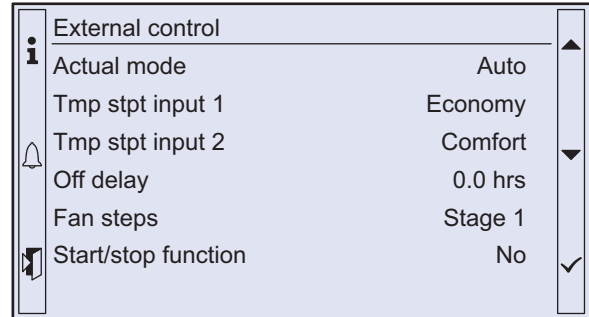 External control
Actual mode Auto
Tmp stpt input 1 Economy
Tmp stpt input 2 Comfort
Off delay 0.0 hrs
Fan steps Stage 1
Start/stop function No